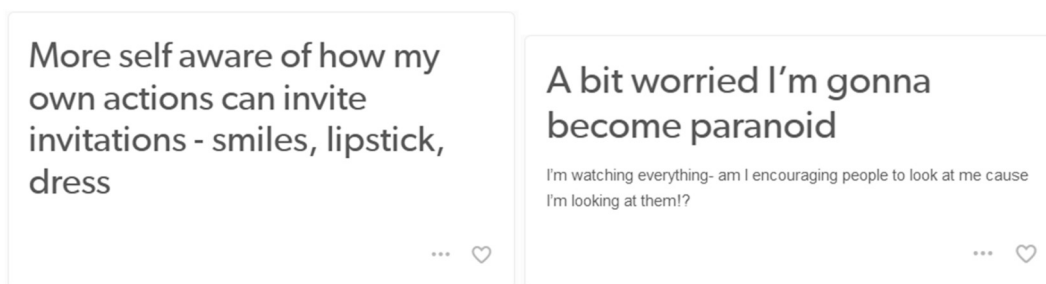 More self aware of how my
own actions can invite
invitations - smiles, lipstick,
dress
A bit worried I'm gonna
become paranoid
I'm watching everything- am I encouraging people to look at me cause
I'm looking at them!?